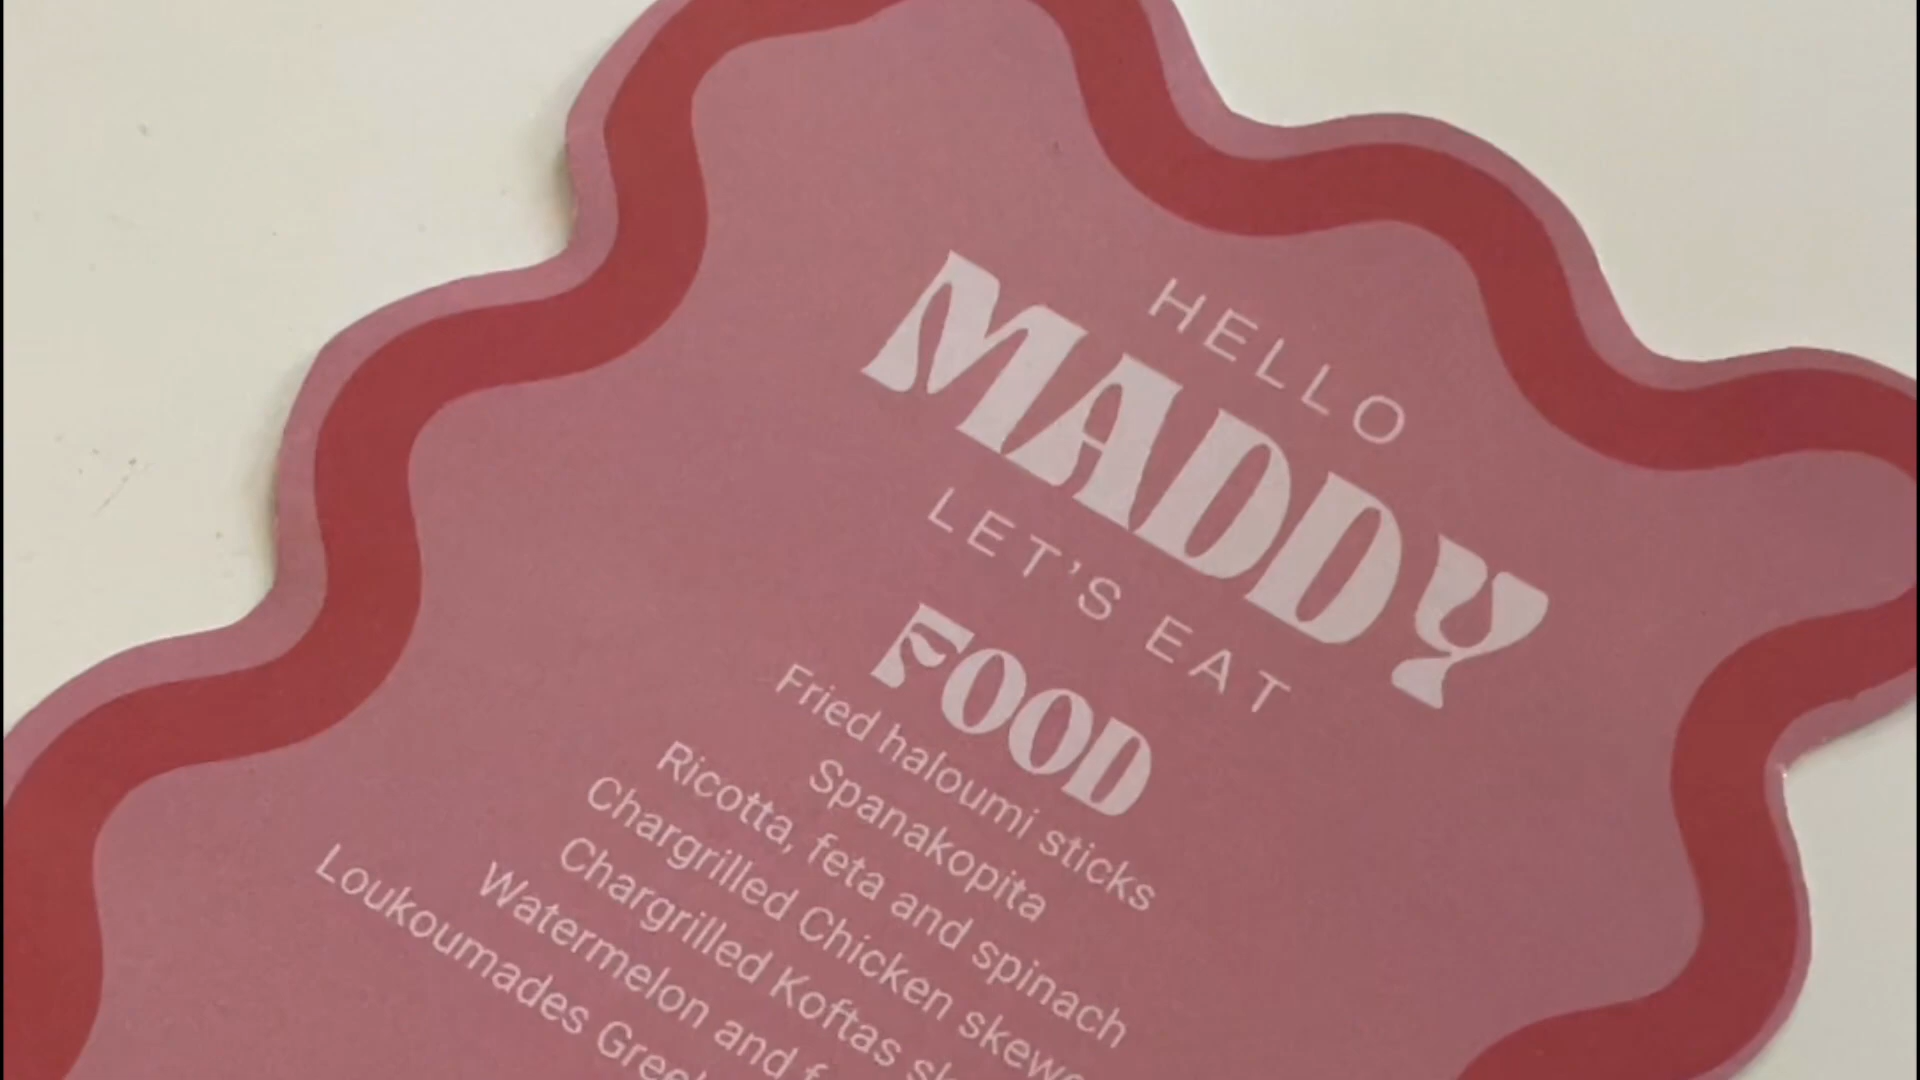 HELLO
MADDY
LET'S EAT
FOOD
Fried haloumi sticks
Spanakopita
Ricotta, feta and spinach
Chargrilled Chicken
Chargrilled Koftas
Watermelon and
Loukoumades